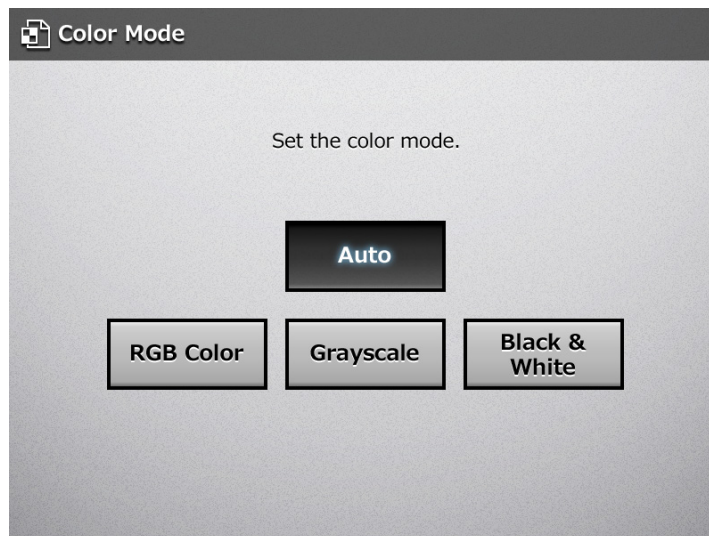 Color Mode
Set the color mode.
Auto
RGB Color
Grayscale
Black &
White